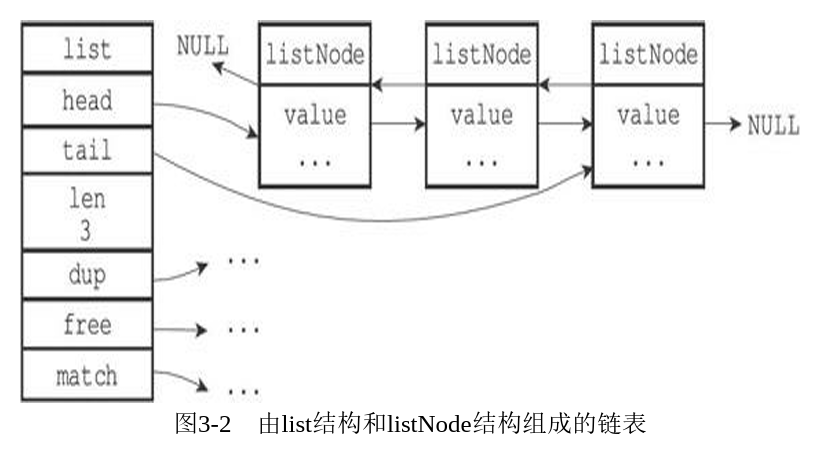 list
head
tail
len
3
dup
free
match
NULL
listNode
value
...
listNode
value
...
listNode
value
...
NULL
...
...
...
图3-2 由list结构和listNode结构组成的链表